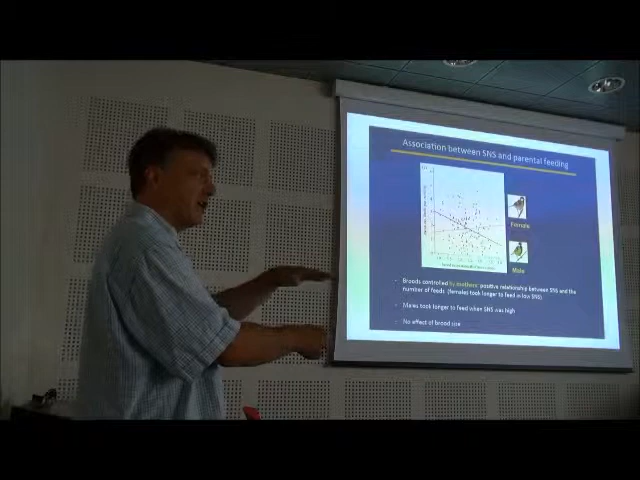 Association between SNS and parental feeding
Female
Male
- Broods controlled by mothers: positive relationship between SNS and the
number of feeds (females took longer to feed in low SNS)
- Males took longer to feed when SNS was high
- No effect of brood size